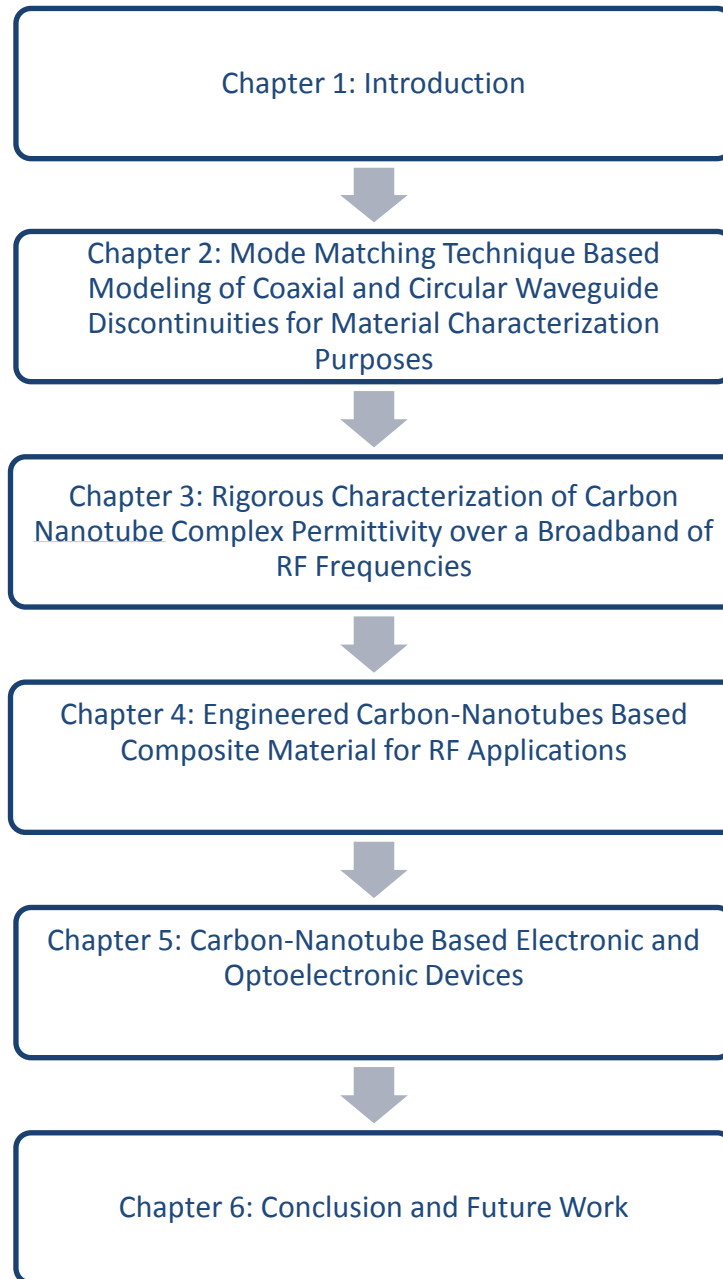 Chapter 1: Introduction
Chapter 2: Mode Matching Technique Based
Modeling of Coaxial and Circular Waveguide
Discontinuities for Material Characterization
Purposes
Chapter 3: Rigorous Characterization of Carbon
Nanotube Complex Permittivity over a Broadband of
RF Frequencies
Chapter 4: Engineered Carbon-Nanotubes Based
Composite Material for RF Applications
Chapter 5: Carbon-Nanotube Based Electronic and
Optoelectronic Devices
Chapter 6: Conclusion and Future Work